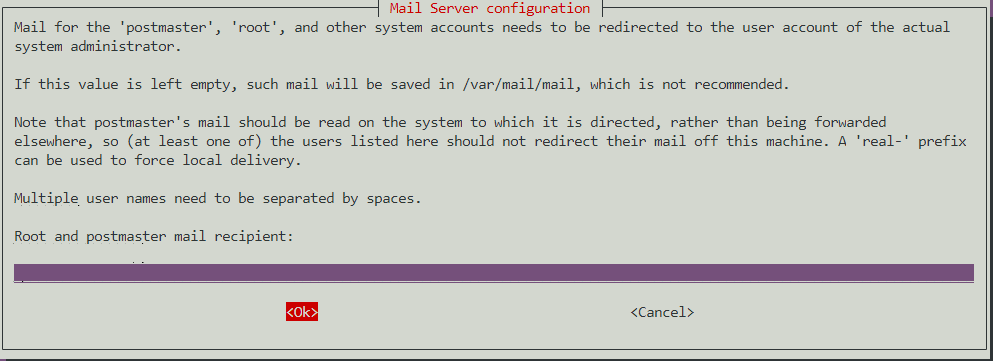 Mail Server configuration
Mail for the 'postmaster', 'root', and other system accounts needs to be redirected to the user account of the actual
system administrator.
If this value is left empty, such mail will be saved in /var/mail/mail, which is not recommended.
Note that postmaster's mail should be read on the system to which it is directed, rather than being forwarded
elsewhere, so (at least one of) the users listed here should not redirect their mail off this machine. A 'real-' prefix
can be used to force local delivery.
Multiple user names need to be separated by spaces.
Root and postmaster mail recipient:
<Ok> <Cancel>